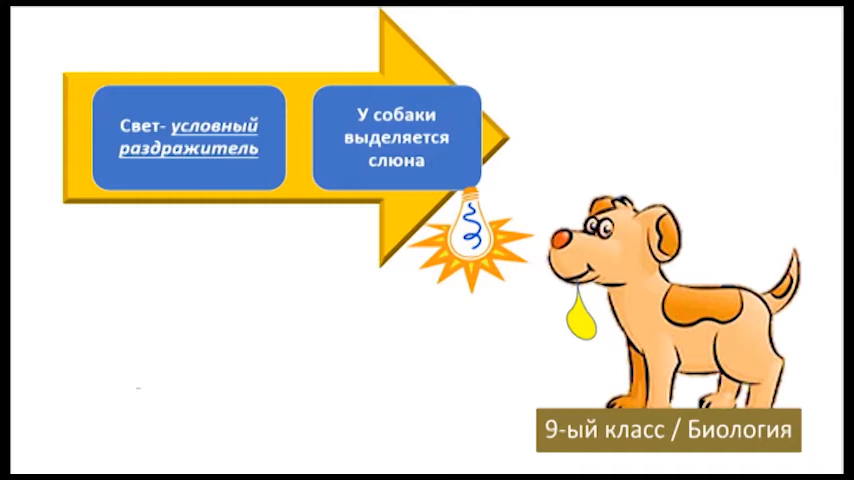 Свет- условный
раздражитель
У собаки
выделяется
слюна
9-ый класс / Биология